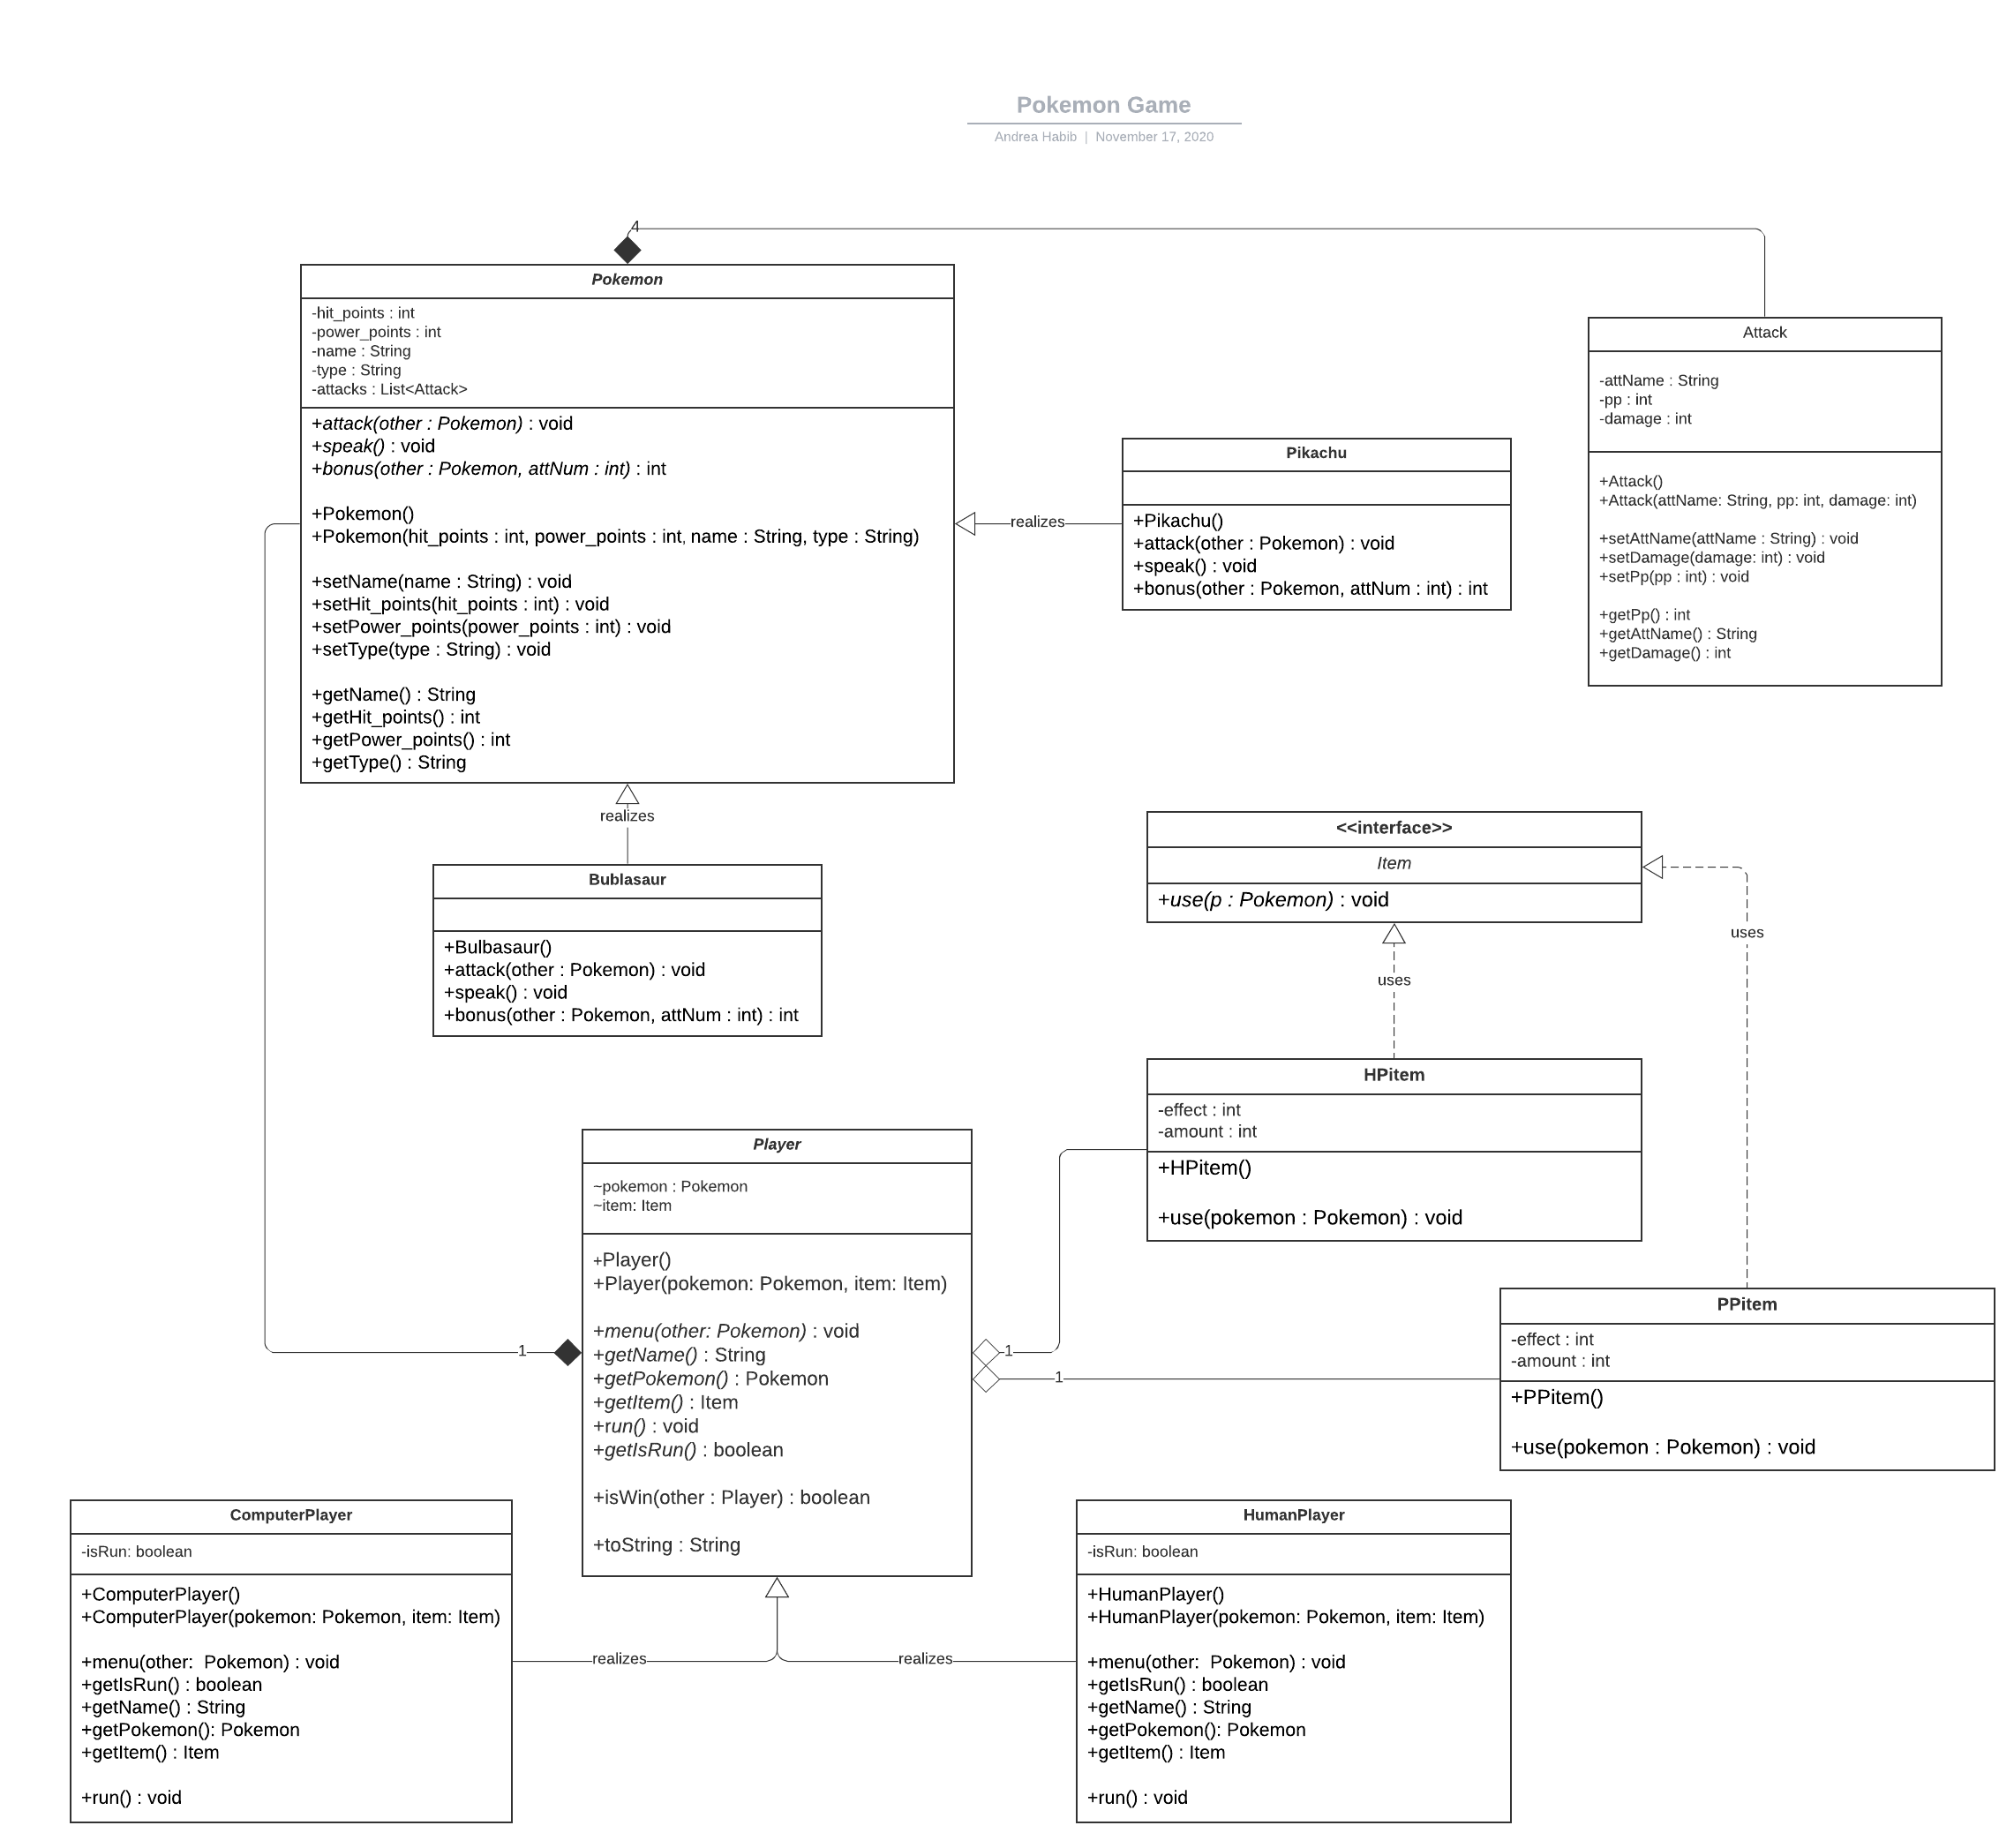 Pokemon Game
Andrea Habib | November 17, 2020
4
Pokemon
-hit_points : int
-power_points : int
-name : String
-type : String
-attacks : List<Attack>
+attack(other : Pokemon) : void
+speak() : void
+bonus(other : Pokemon, attNum : int) : int
+Pokemon()
+Pokemon(hit_points : int, power_points : int, name : String, type : String)
+setName(name : String) : void
+setHit_points(hit_points : int) : void
+setPower_points(power_points : int) : void
+setType(type : String) : void
+getName() : String
+getHit_points() : int
+getPower_points() : int
+getType() : String
realizes
Pikachu
+Pikachu()
+attack(other : Pokemon) : void
+speak() : void
+bonus(other : Pokemon, attNum : int) : int
Attack
-attName : String
-pp : int
-damage : int
+Attack()
+Attack(attName: String, pp: int, damage: int)
+setAttName(attName : String) : void
+setDamage(damage: int) : void
+setPp(pp : int) : void
+getPp() : int
+getAttName() : String
+getDamage() : int
realizes
Bublasaur
+Bulbasaur()
+attack(other : Pokemon) : void
+speak() : void
+bonus(other : Pokemon, attNum : int) : int
<<interface>>
Item
+use(p : Pokemon) : void
uses
uses
HPitem
-effect : int
-amount : int
+HPitem()
+use(pokemon : Pokemon) : void
Player
~pokemon : Pokemon
~item: Item
+Player()
+Player(pokemon: Pokemon, item: Item)
+menu(other: Pokemon) : void
+getName() : String
+getPokemon() : Pokemon
+getItem() : Item
+run() : void
+getIsRun() : boolean
+isWin(other : Player) : boolean
+toString : String
1
1
1
PPitem
-effect : int
-amount : int
+PPitem()
+use(pokemon : Pokemon) : void
ComputerPlayer
-isRun: boolean
+ComputerPlayer()
+ComputerPlayer(pokemon: Pokemon, item: Item)
+menu(other:  Pokemon) : void
+getIsRun() : boolean
+getName() : String
+getPokemon(): Pokemon
+getItem() : Item
+run() : void
realizes
realizes
HumanPlayer
-isRun: boolean
+HumanPlayer()
+HumanPlayer(pokemon: Pokemon, item: Item)
+menu(other:  Pokemon) : void
+getIsRun() : boolean
+getName() : String
+getPokemon(): Pokemon
+getItem() : Item
+run() : void